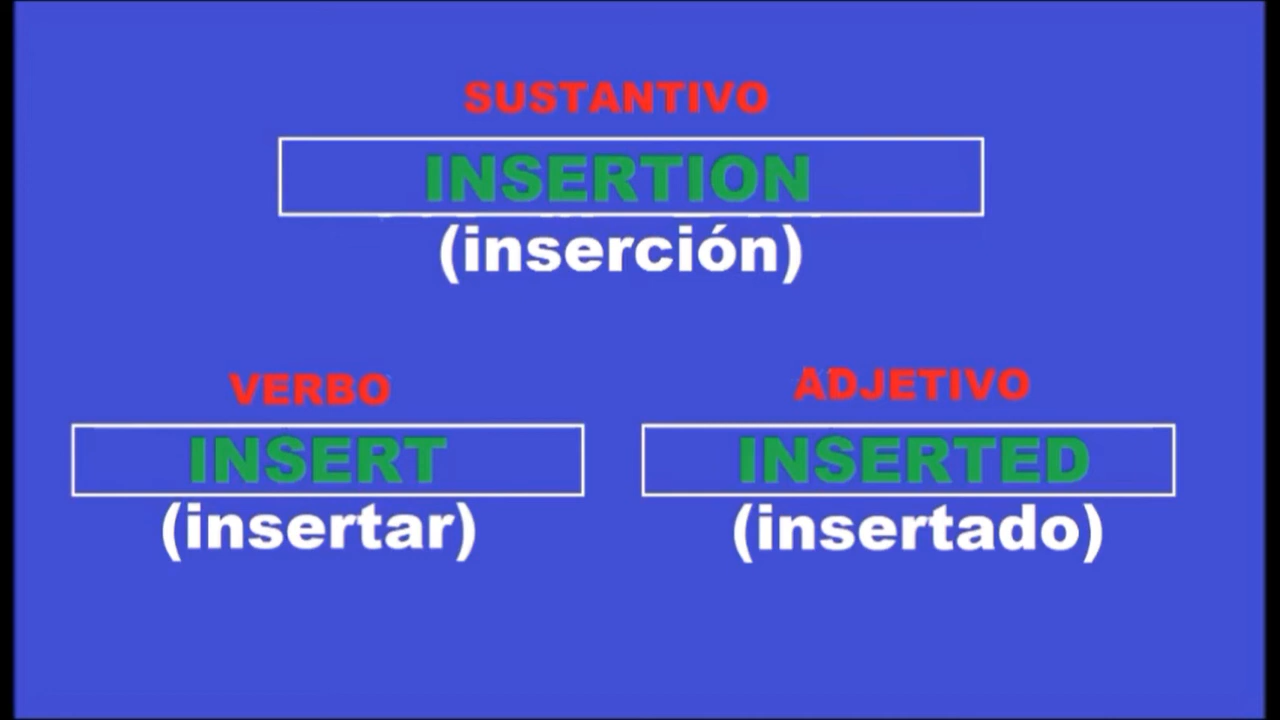 SUSTANTIVO
INSERTION
(inserción)
VERBO
INSERT
(insertar)
ADJETIVO
INSERTED
(insertado)